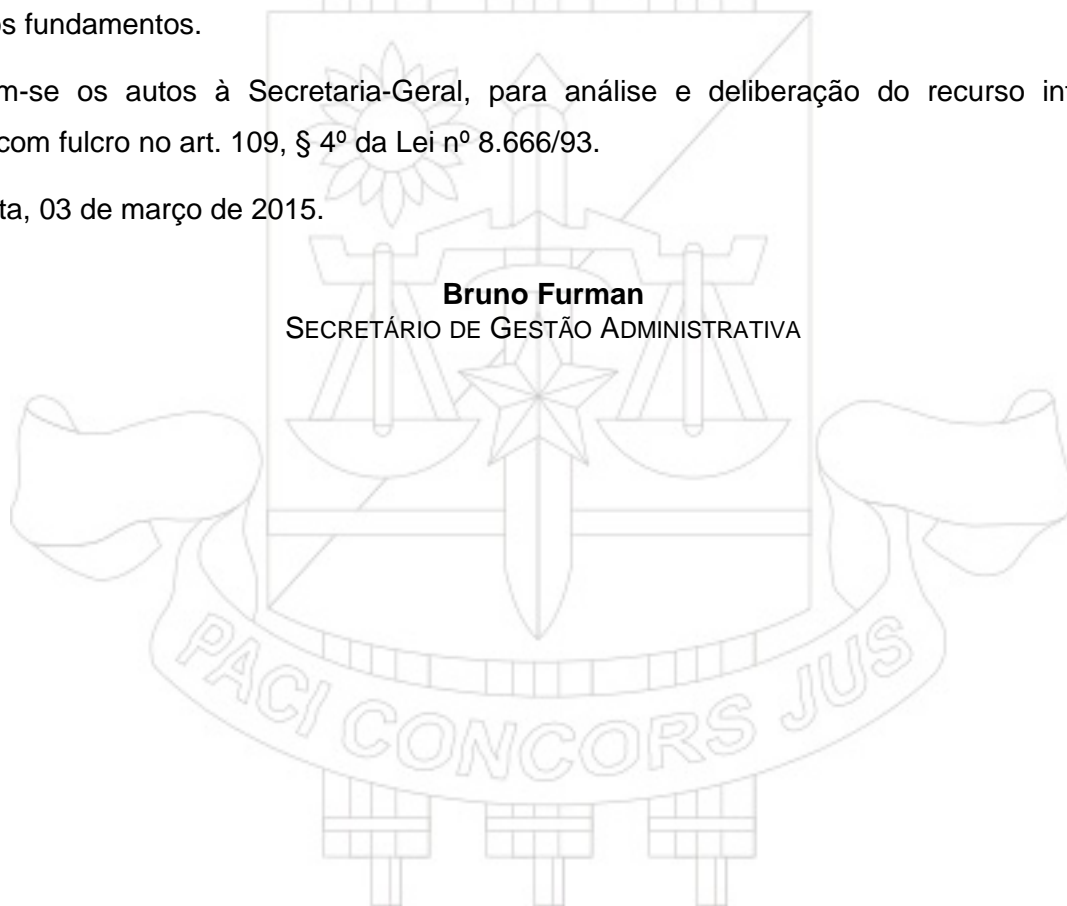 os fundamentos.
m-se os autos à Secretaria-Geral, para análise e deliberação do recurso in
com fulcro no art. 109, § 4º da Lei nº 8.666/93.
ta, 03 de março de 2015.
Bruno Furman
SECRETÁRIO DE GESTÃO ADMINISTRATIVA
PACI CONCORS JUS